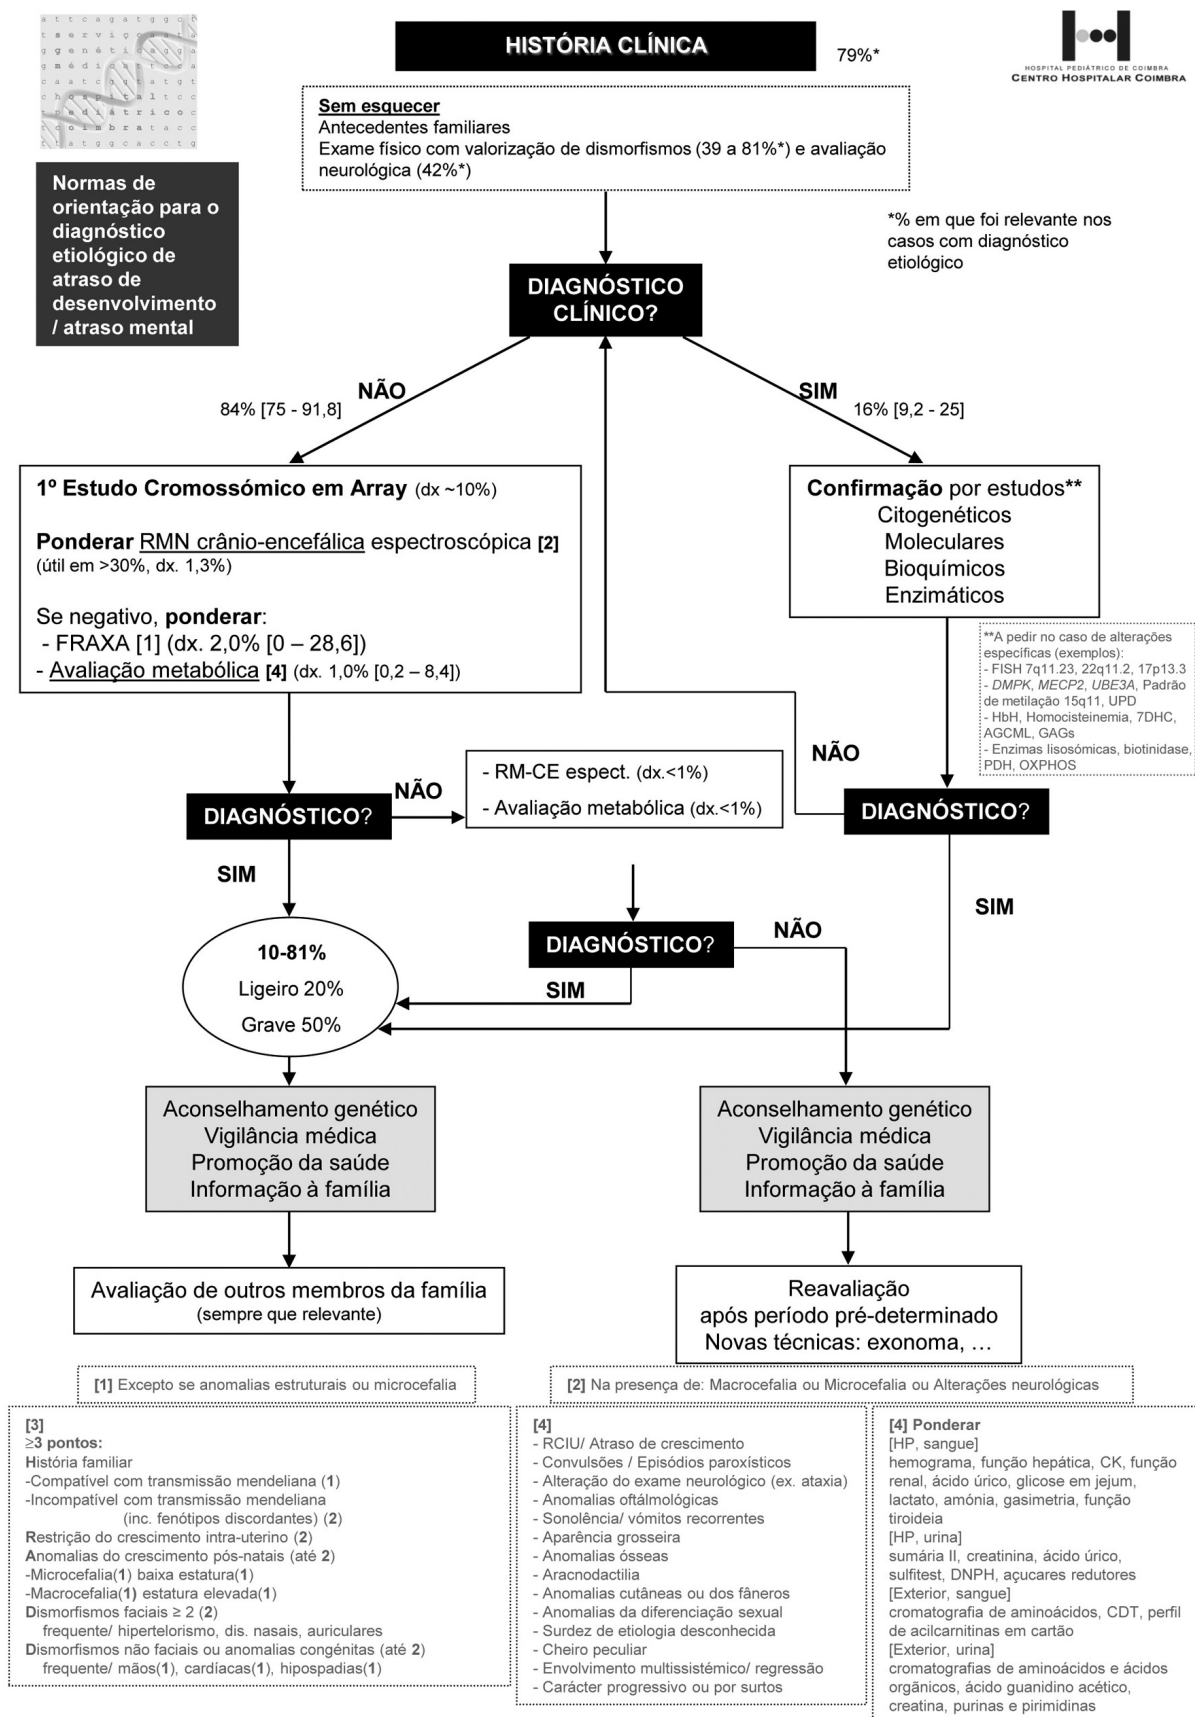 a t t c a g a t g g c t
t s e r v i ç o a t a
g g e n é t i c a g g a
g m é d i c a t t c a
c a a t c g g t a t g t
c h o s p i t a l t c c
t p e d i á t r i c o c
c o i m b r a t a c c
t t a t g g c a c c t g
HISTÓRIA CLÍNICA
79%*
HOSPITAL PEDIÁTRICO DE COIMBRA
CENTRO HOSPITALAR COIMBRA
Sem esquecer
Antecedentes familiares
Exame físico com valorização de dismorfismos (39 a 81%*) e avaliação
neurológica (42%*)
Normas de
orientação para o
diagnóstico
etiológico de
atraso de
desenvolvimento
/ atraso mental
*% em que foi relevante nos
casos com diagnóstico
etiológico
DIAGNÓSTICO
CLÍNICO?
NÃO
84% [75 - 91,8]
SIM
16% [9,2 - 25]
1º Estudo Cromossómico em Array (dx ~10%)
Ponderar RMN crânio-encefálica espectroscópica [2]
(útil em >30%, dx. 1,3%)
Se negativo, ponderar:
- FRAXA [1] (dx. 2,0% [0 – 28,6])
- Avaliação metabólica [4] (dx. 1,0% [0,2 – 8,4])
Confirmação por estudos**
Citogenéticos
Moleculares
Bioquímicos
Enzimáticos
**A pedir no caso de alterações
específicas (exemplos):
- FISH 7q11.23, 22q11.2, 17p13.3
- DMPK, MECP2, UBE3A, Padrão
de metilação 15q11, UPD
- HbH, Homocisteinemia, 7DHC,
AGCML, GAGs
- Enzimas lisosómicas, biotinidase,
PDH, OXPHOS
NÃO
DIAGNÓSTICO?
NÃO
- RM-CE espect. (dx.<1%)
- Avaliação metabólica (dx.<1%)
DIAGNÓSTICO?
SIM
SIM
10-81%
Ligeiro 20%
Grave 50%
DIAGNÓSTICO?
NÃO
SIM
Aconselhamento genético
Vigilância médica
Promoção da saúde
Informação à família
Aconselhamento genético
Vigilância médica
Promoção da saúde
Informação à família
Avaliação de outros membros da família
(sempre que relevante)
Reavaliação
após período pré-determinado
Novas técnicas: exonoma, …
[1] Excepto se anomalias estruturais ou microcefalia
[2] Na presença de: Macrocefalia ou Microcefalia ou Alterações neurológicas
[3]
≥3 pontos:
História familiar
-Compatível com transmissão mendeliana (1)
-Incompatível com transmissão mendeliana
(inc. fenótipos discordantes) (2)
Restrição do crescimento intra-uterino (2)
Anomalias do crescimento pós-natais (até 2)
-Microcefalia(1) baixa estatura(1)
-Macrocefalia(1) estatura elevada(1)
Dismorfismos faciais ≥ 2 (2)
frequente/ hipertelorismo, dis. nasais, auriculares
Dismorfismos não faciais ou anomalias congénitas (até 2)
frequente/ mãos(1), cardíacas(1), hipospadias(1)
[4]
- RCIU/ Atraso de crescimento
- Convulsões / Episódios paroxísticos
- Alteração do exame neurológico (ex. ataxia)
- Anomalias oftálmológicas
- Sonolência/ vómitos recorrentes
- Aparência grosseira
- Anomalias ósseas
- Aracnodactilia
- Anomalias cutâneas ou dos fâneros
- Anomalias da diferenciação sexual
- Surdez de etiologia desconhecida
- Cheiro peculiar
- Envolvimento multissistémico/ regressão
- Carácter progressivo ou por surtos
[4] Ponderar
[HP, sangue]
hemograma, função hepática, CK, função
renal, ácido úrico, glicose em jejum,
lactato, amónia, gasimetria, função
tiroideia
[HP, urina]
sumária II, creatinina, ácido úrico,
sulfitest, DNPH, açucares redutores
[Exterior, sangue]
cromatografia de aminoácidos, CDT, perfil
de acilcarnitinas em cartão
[Exterior, urina]
cromatografias de aminoácidos e ácidos
orgãnicos, ácido guanidino acético,
creatina, purinas e pirimidinas